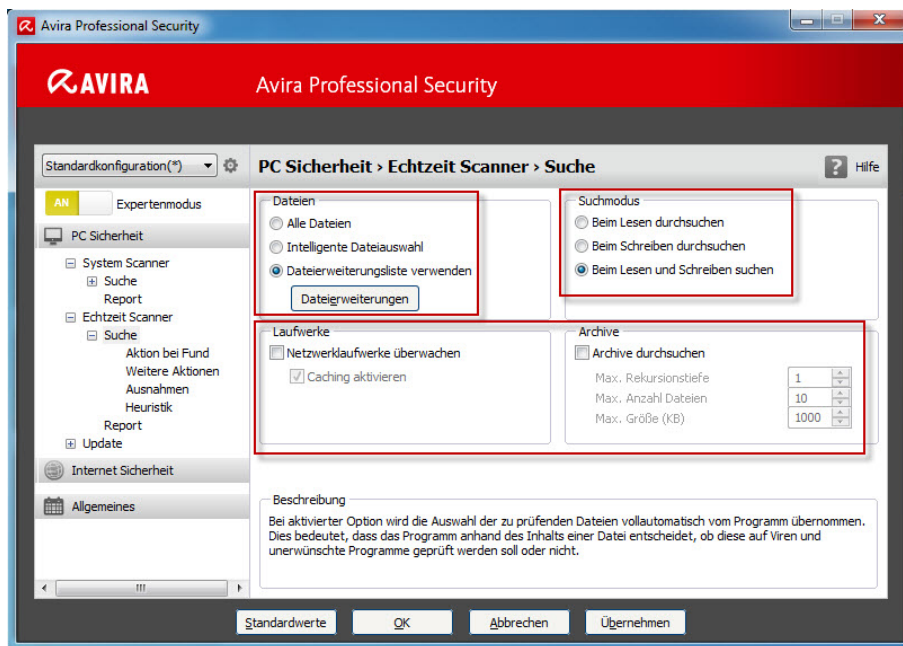 Avira Professional Security
AVIRA
Avira Professional Security
Standardkonfiguration(*)
PC Sicherheit › Echtzeit Scanner › Suche
? Hilfe
AN Expertenmodus
PC Sicherheit
System Scanner
Suche
Report
Echtzeit Scanner
Suche
Aktion bei Fund
Weitere Aktionen
Ausnahmen
Heuristik
Report
Update
Internet Sicherheit
Allgemeines
Dateien
Alle Dateien
Intelligente Dateiauswahl
Dateierweiterungsliste verwenden
Dateierweiterungen
Suchmodus
Beim Lesen durchsuchen
Beim Schreiben durchsuchen
Beim Lesen und Schreiben suchen
Laufwerke
Netzwerklaufwerke überwachen
Caching aktivieren
Archive
Archive durchsuchen
Max. Rekursionstiefe 1
Max. Anzahl Dateien 10
Max. Größe (KB) 1000
Beschreibung
Bei aktivierter Option wird die Auswahl der zu prüfenden Dateien vollautomatisch vom Programm übernommen.
Dies bedeutet, dass das Programm anhand des Inhalts einer Datei entscheidet, ob diese auf Viren und
unerwünschte Programme geprüft werden soll oder nicht.
Standardwerte
OK
Abbrechen
Übernehmen